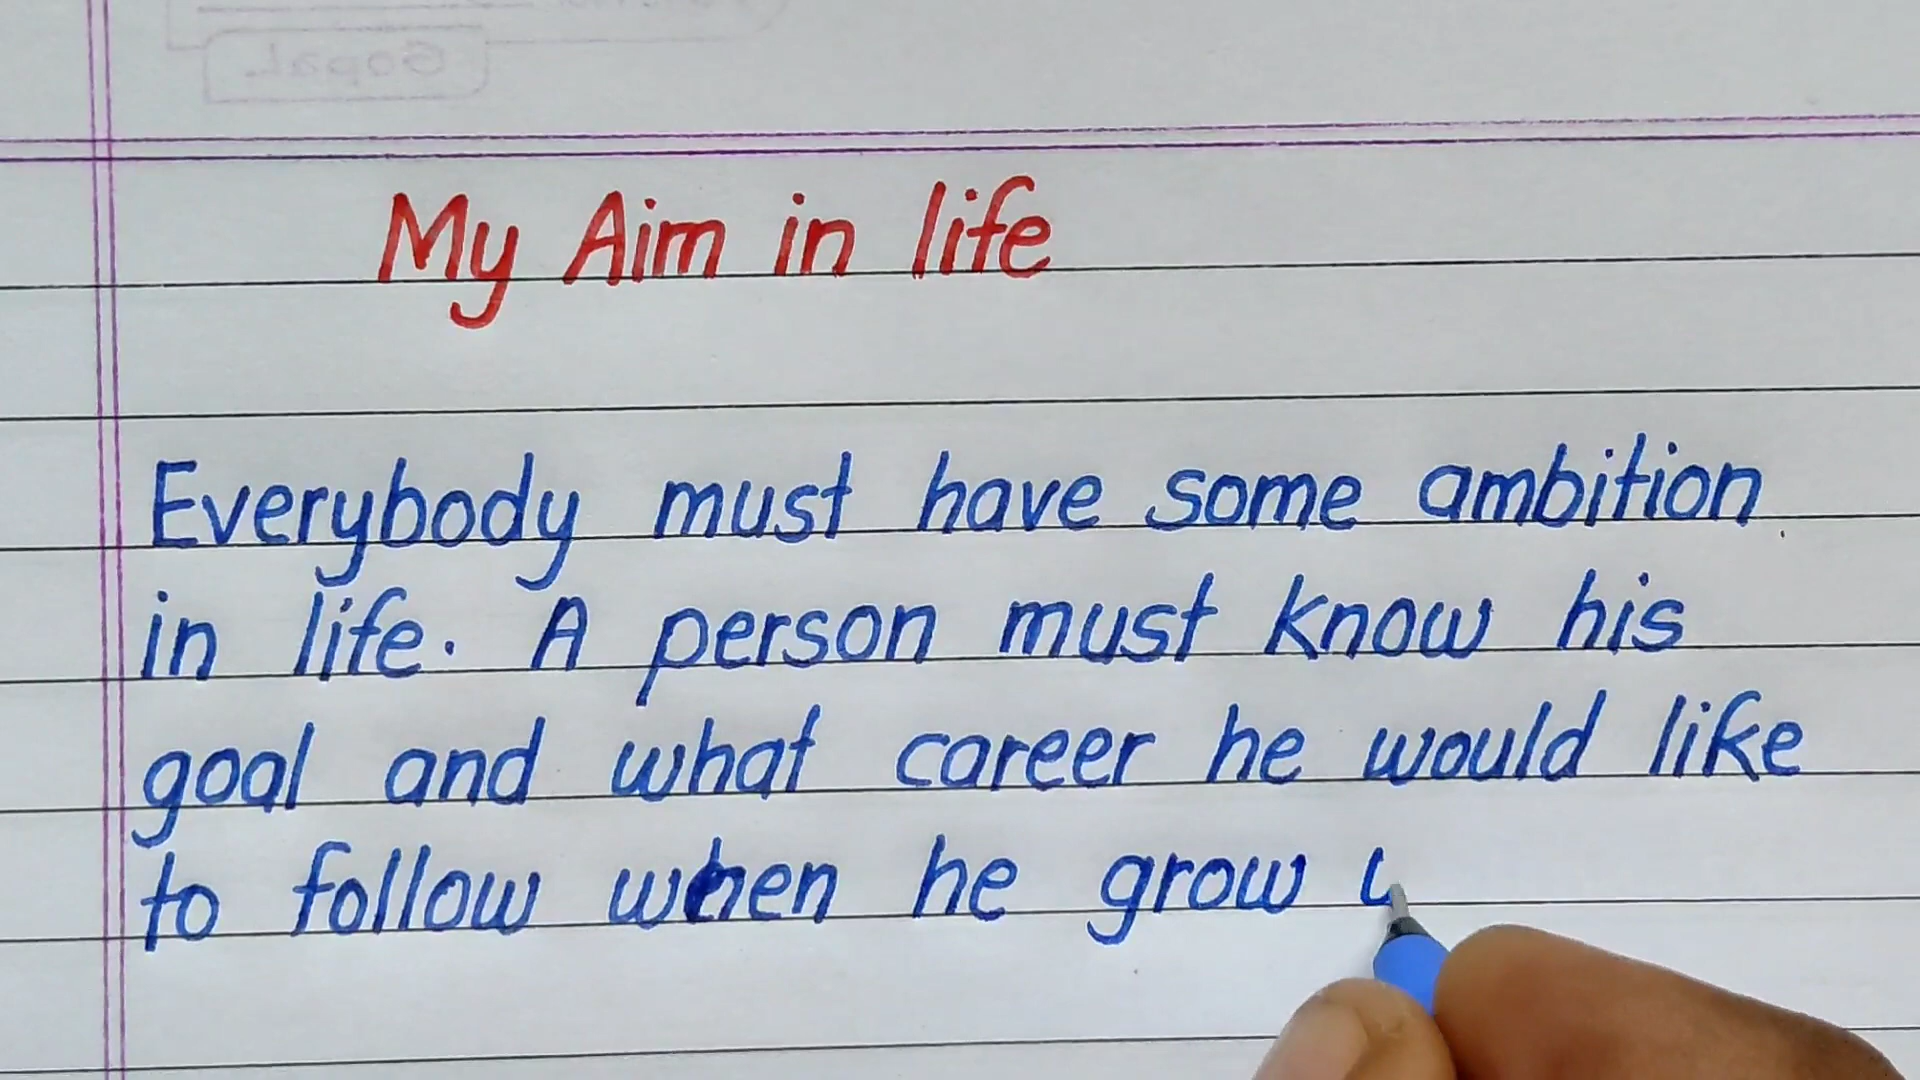 Gopal.
My Aim in life
Everybody must have some ambition
in life. A person must know his
goal and what career he would like
to follow when he grow u